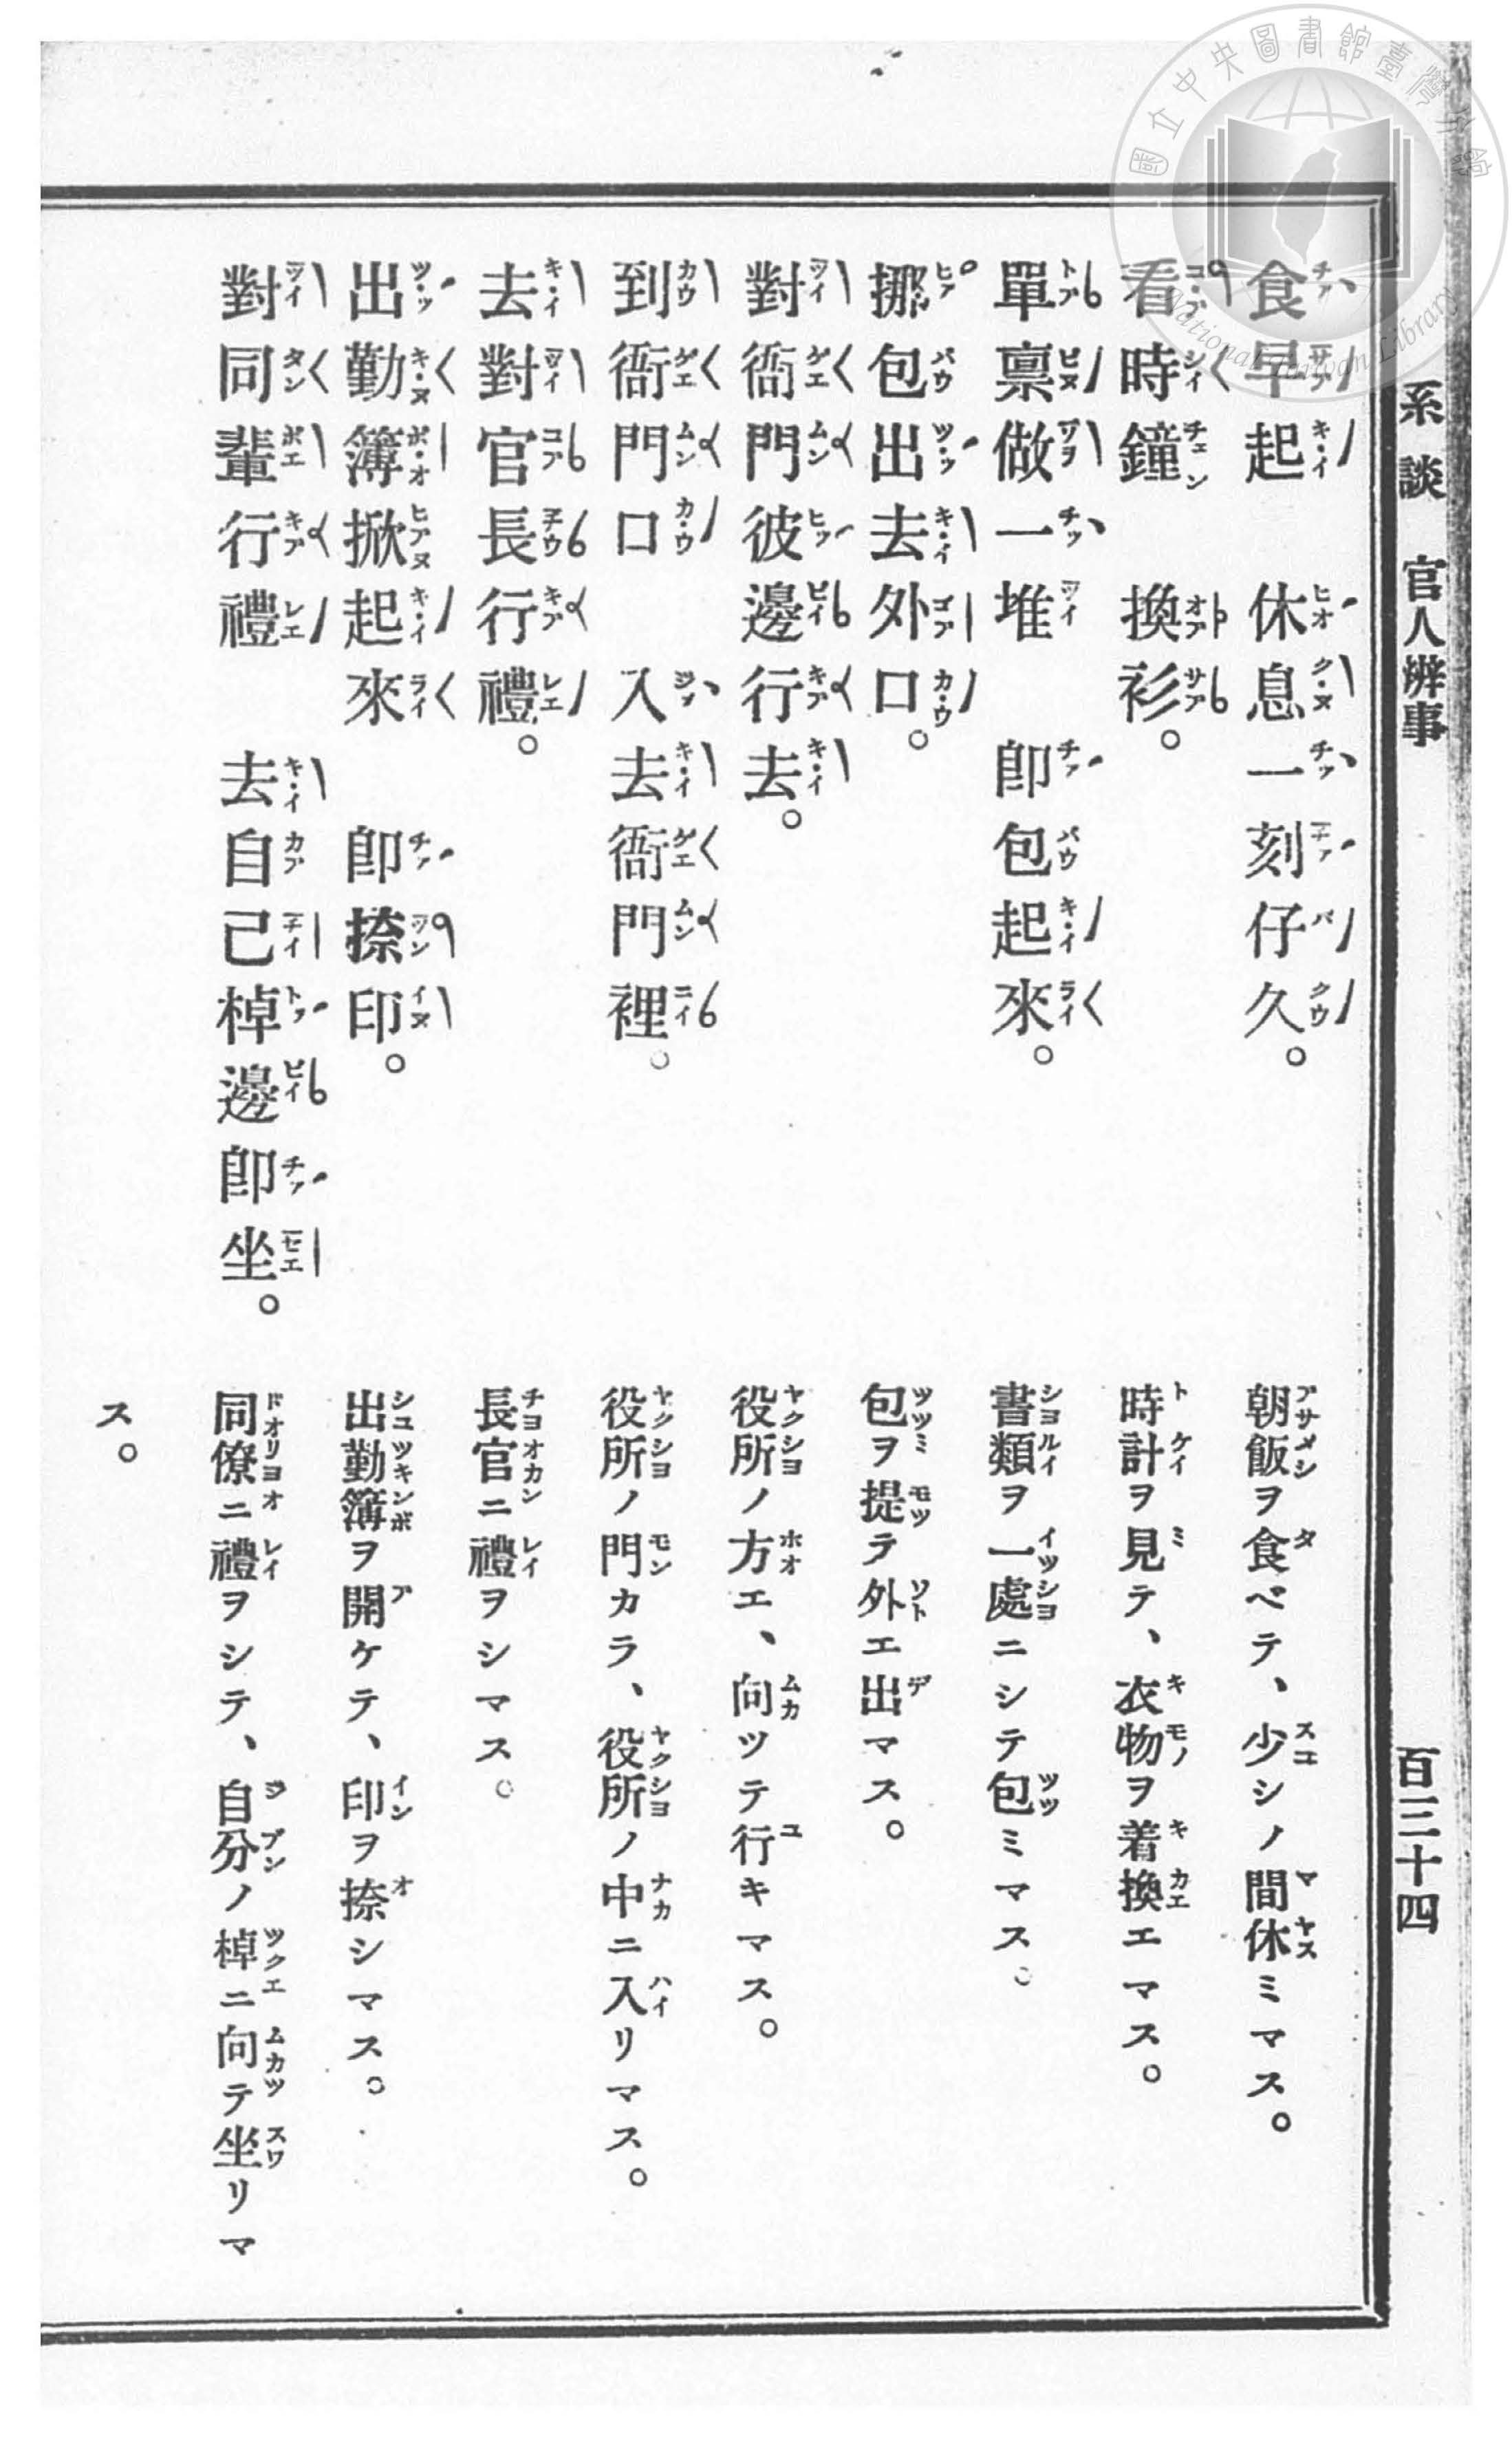 國立中央圖書館臺灣分館
National Taiwan Library
系談　官人辨事　百三十四
食早起　休息一刻仔久。
朝飯ヲ食ベテ、少シノ間休ミマス。
看時鐘　換衫。
時計ヲ見テ、衣物ヲ着換エマス。
單禀做一堆　卽包起來。
書類ヲ一處ニシテ包ミマス。
挪包出去外口。
包ヲ提テ外エ出マス。
對衙門彼邊行去。
役所ノ方エ、向ツテ行キマス。
到衙門口　入去衙門裡。
役所ノ門カラ、役所ノ中ニ入リマス。
去對官長行禮。
長官ニ禮ヲシマス。
出勤簿掀起來　卽捺印。
出勤簿ヲ開ケテ、印ヲ捺シマス。
對同輩行禮　去自己棹邊卽坐。
同僚ニ禮ヲシテ、自分ノ棹ニ向テ坐リマ
ス。